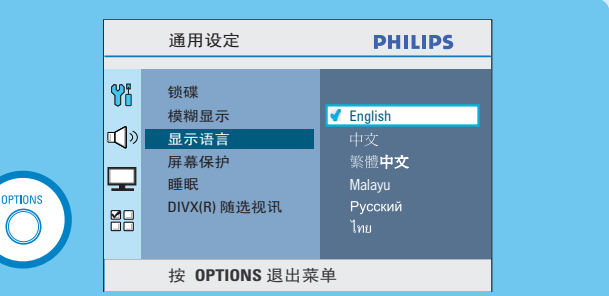 通用设定
PHILIPS
锁碟
模糊显示
显示语言
屏幕保护
睡眠
DIVX(R) 随选视讯
English
中文
繁體中文
Malayu
Русский
ไทย
OPTIONS
按 OPTIONS 退出菜单